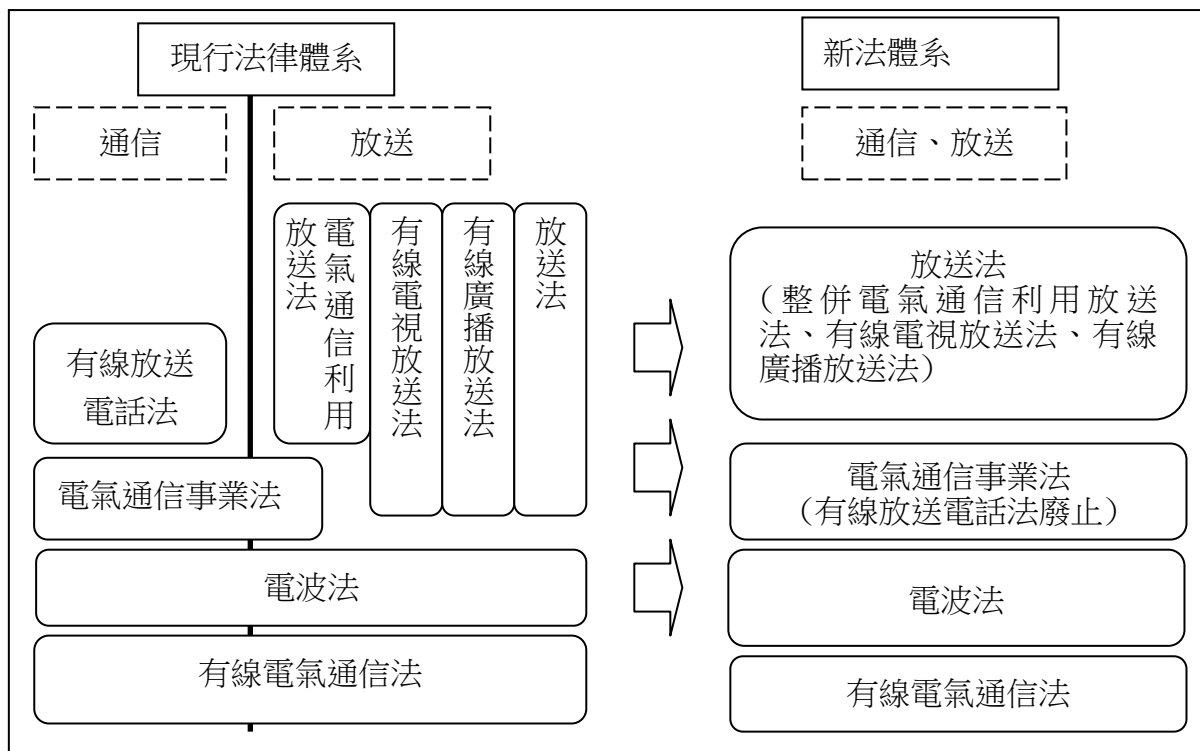 現行法律體系
新法體系
通信
放送
通信、放送
電氣通信利用
放送法
有線電視放送法
有線廣播放送法
放送法
有線放送
電話法
電氣通信事業法
電波法
有線電氣通信法
放送法
（整併電氣通信利用放送
法、有線電視放送法、有線
廣播放送法）
電氣通信事業法
（有線放送電話法廢止）
電波法
有線電氣通信法